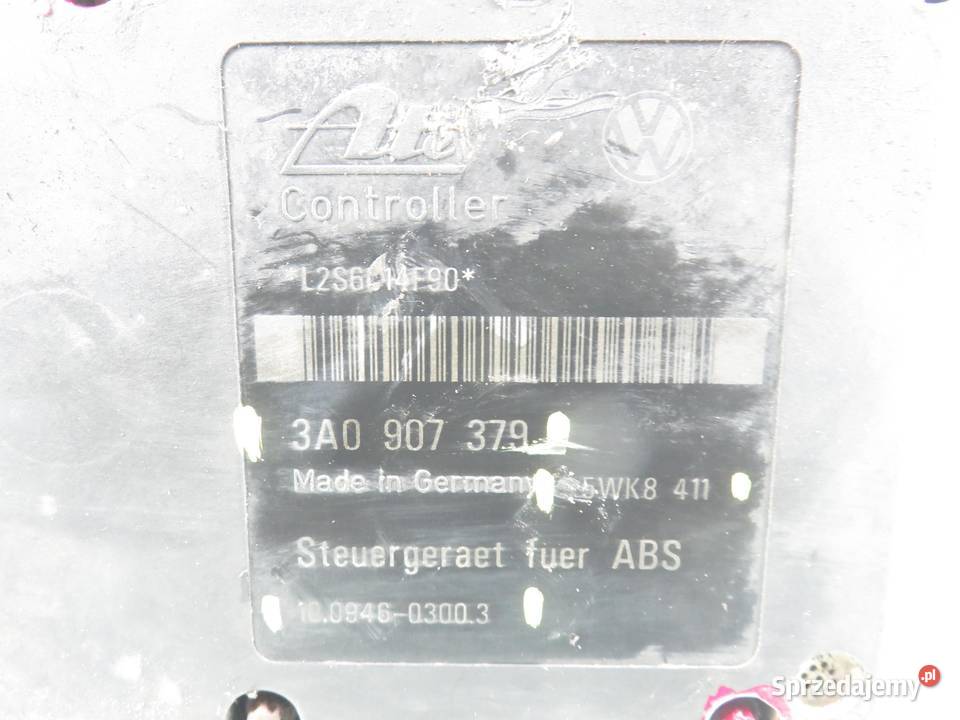 Ate
Controller
*L2S6C14F90*
3A0 907 379
Made in Germany 5WK8 411
Steuergeraet fuer ABS
10.0946-0300.3
Sprzedajemy.pl